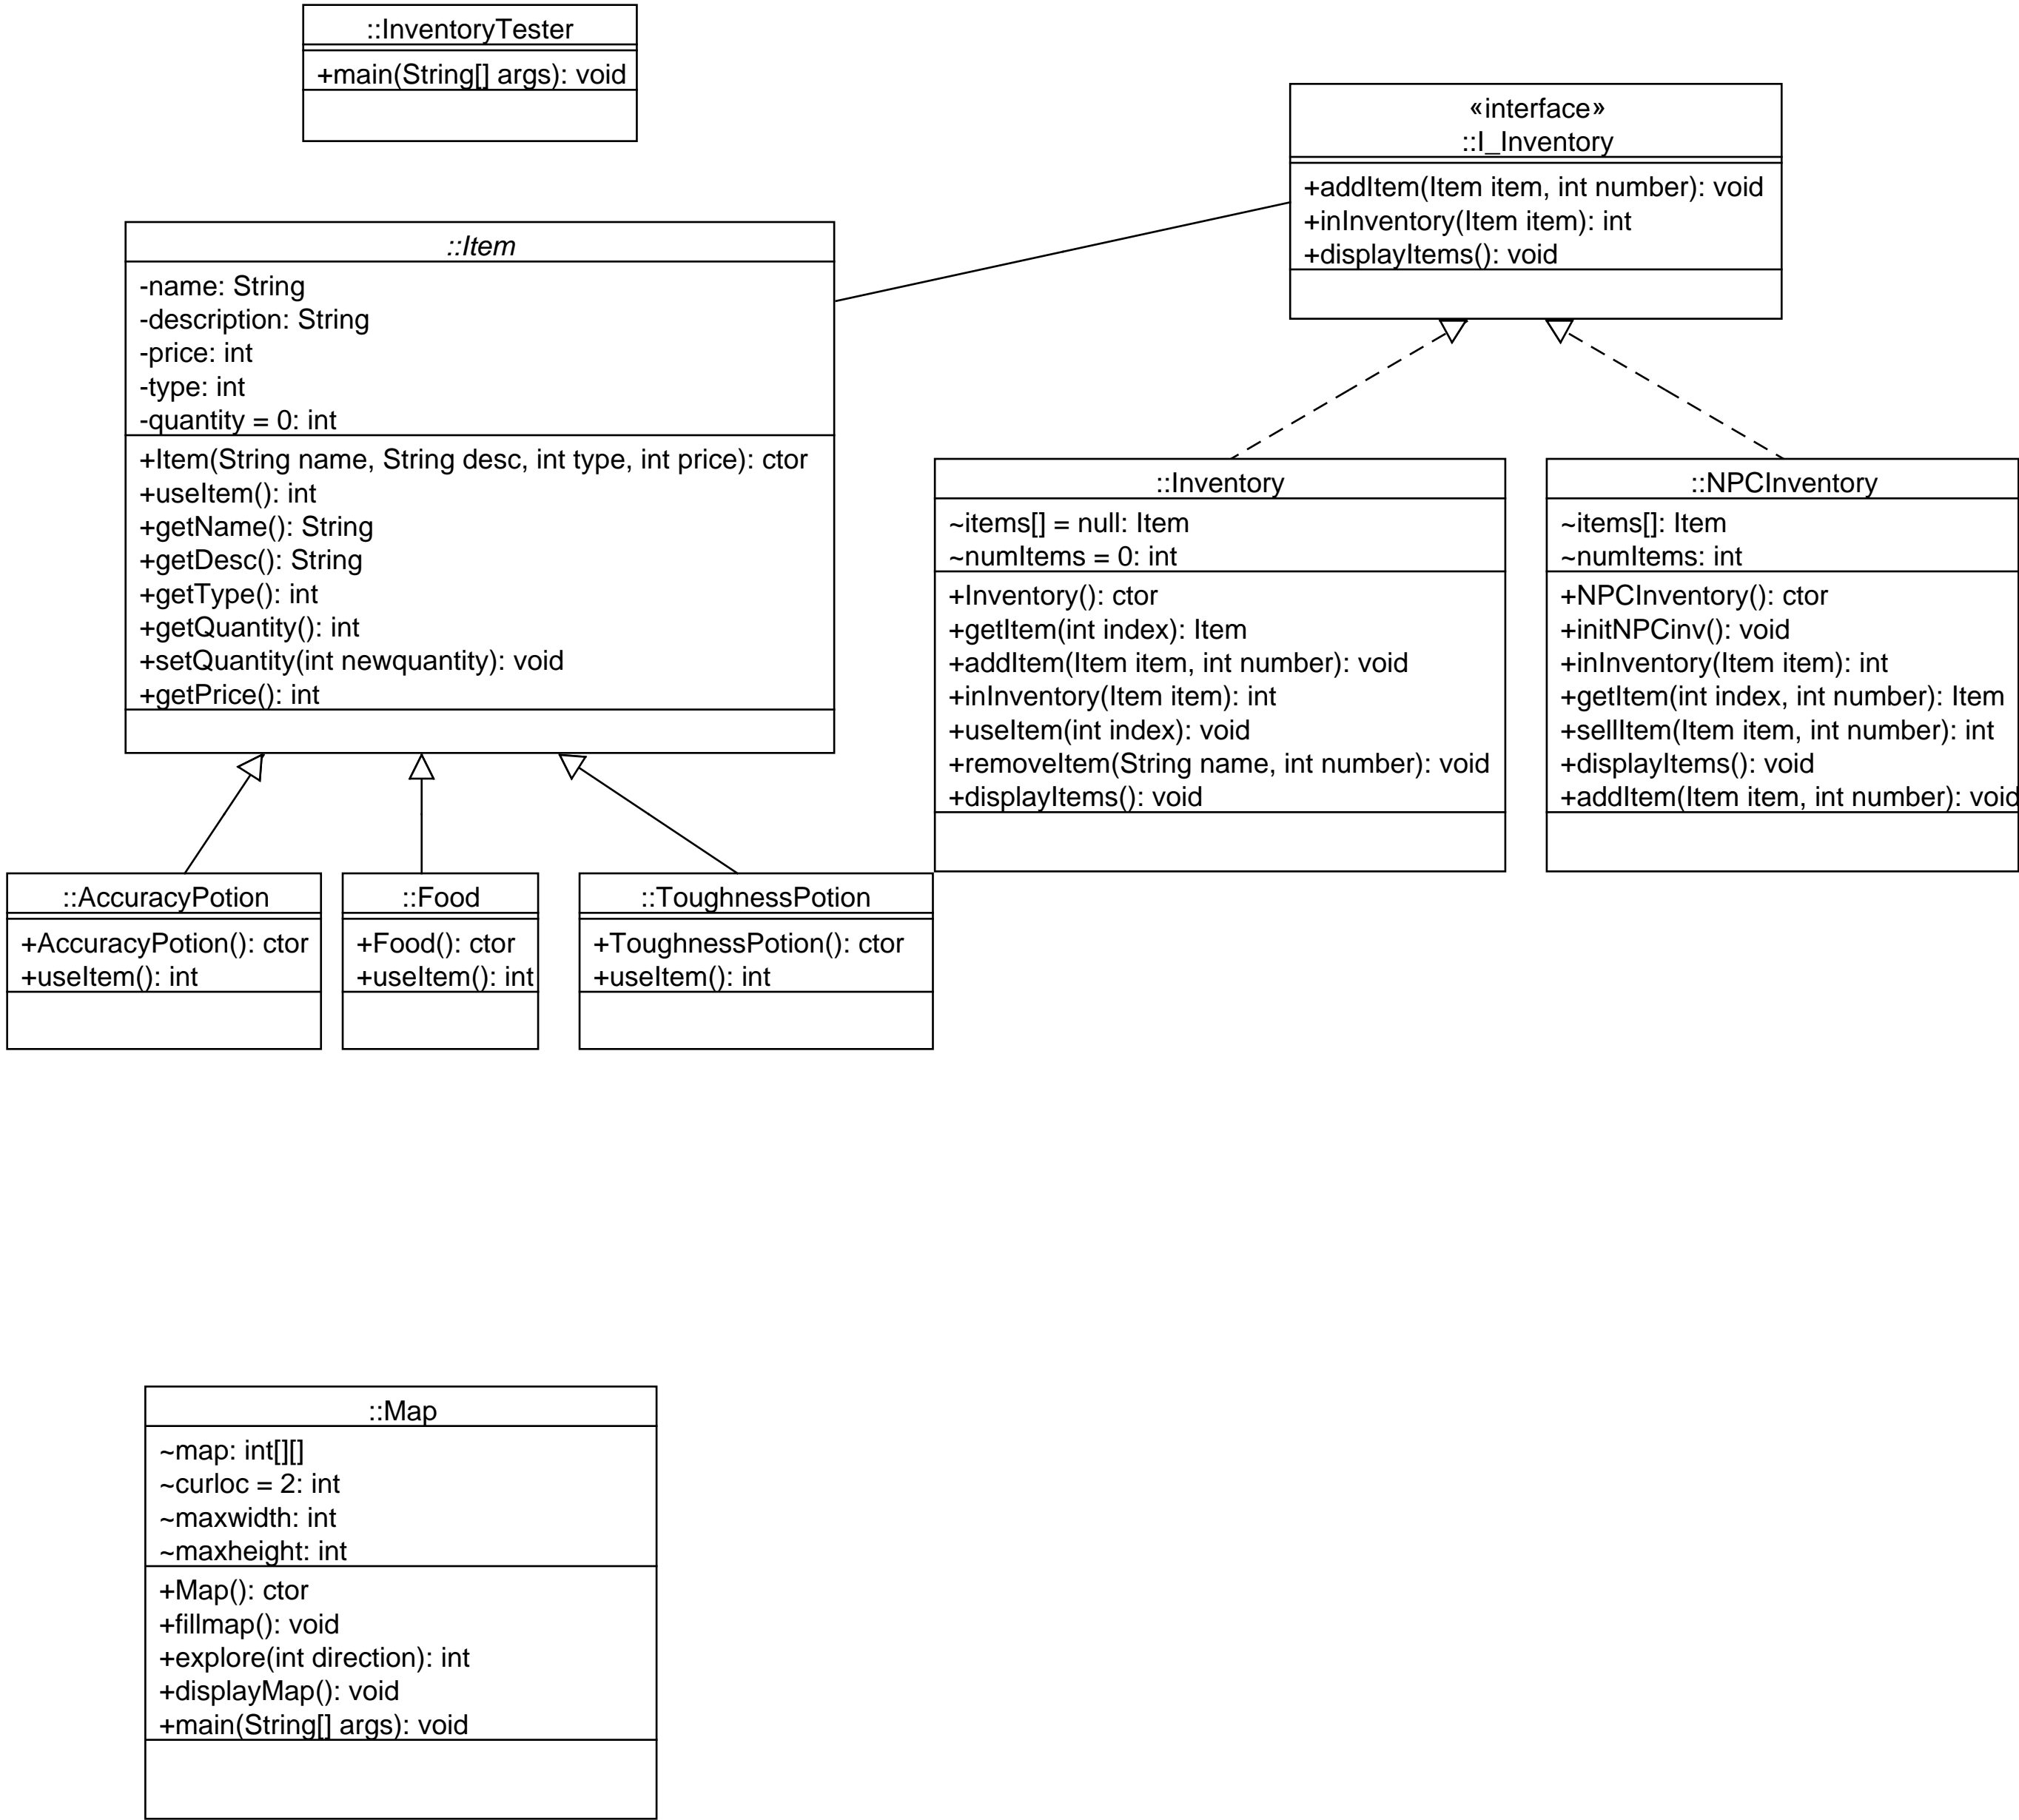 ::InventoryTester
+main(String[] args): void
«interface»
::I_Inventory
+addItem(Item item, int number): void
+inInventory(Item item): int
+displayItems(): void
::Item
-name: String
-description: String
-price: int
-type: int
-quantity = 0: int
+Item(String name, String desc, int type, int price): ctor
+useItem(): int
+getName(): String
+getDesc(): String
+getType(): int
+getQuantity(): int
+setQuantity(int newquantity): void
+getPrice(): int
::Inventory
~items[] = null: Item
~numItems = 0: int
+Inventory(): ctor
+getItem(int index): Item
+addItem(Item item, int number): void
+inInventory(Item item): int
+useItem(int index): void
+removeItem(String name, int number): void
+displayItems(): void
::NPCInventory
~items[]: Item
~numItems: int
+NPCInventory(): ctor
+initNPCinv(): void
+inInventory(Item item): int
+getItem(int index, int number): Item
+sellItem(Item item, int number): int
+displayItems(): void
+addItem(Item item, int number): void
::AccuracyPotion
+AccuracyPotion(): ctor
+useItem(): int
::Food
+Food(): ctor
+useItem(): int
::ToughnessPotion
+ToughnessPotion(): ctor
+useItem(): int
::Map
~map: int[][]
~curloc = 2: int
~maxwidth: int
~maxheight: int
+Map(): ctor
+fillmap(): void
+explore(int direction): int
+displayMap(): void
+main(String[] args): void